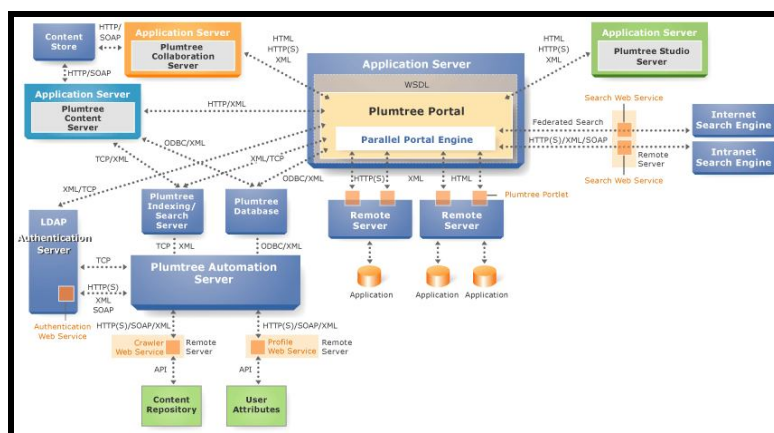 Content
Store
HTTP/
SOAP
Application Server
Plumtree
Collaboration
Server
HTML
HTTP(S)
XML
Application Server
WSDL
Plumtree Portal
Parallel Portal Engine
HTML
HTTP(S)
XML
Application Server
Plumtree Studio
Server
HTTP/SOAP
Application Server
Plumtree
Content
Server
HTTP/XML
Search Web Service
Federated Search
HTTP(S)/XML/SOAP
Remote
Server
Search Web Service
Internet
Search Engine
Intranet
Search Engine
TCP/XML
ODBC/XML
XML/TCP
ODBC/XML
XML/TCP
HTTP(S)
XML
HTML
Plumtree Portlet
LDAP
Authentication
Server
Plumtree
Indexing/
Search
Server
Plumtree
Database
Remote
Server
Remote
Server
TCP
XML
ODBC/XML
TCP
Plumtree Automation
Server
HTTP(S)
XML
SOAP
Application
Application
Application
Authentication
Web Service
HTTP(S)/SOAP/XML
HTTP(S)/SOAP/XML
Crawler
Web Service
Remote
Server
Profile
Web Service
Remote
Server
API
API
Content
Repository
User
Attributes